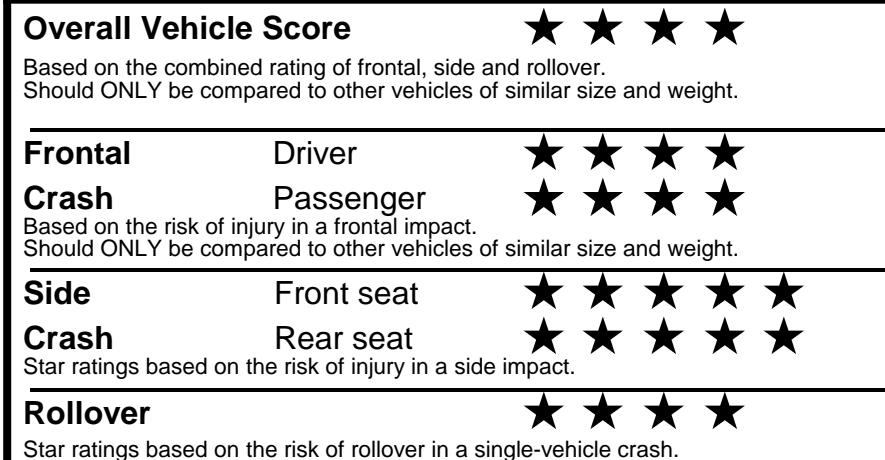 Overall Vehicle Score ★ ★ ★ ★
Based on the combined rating of frontal, side and rollover.
Should ONLY be compared to other vehicles of similar size and weight.
Frontal Driver ★ ★ ★ ★
Crash Passenger ★ ★ ★ ★
Based on the risk of injury in a frontal impact.
Should ONLY be compared to other vehicles of similar size and weight.
Side Front seat ★ ★ ★ ★ ★
Crash Rear seat ★ ★ ★ ★ ★
Star ratings based on the risk of injury in a side impact.
Rollover ★ ★ ★ ★
Star ratings based on the risk of rollover in a single-vehicle crash.